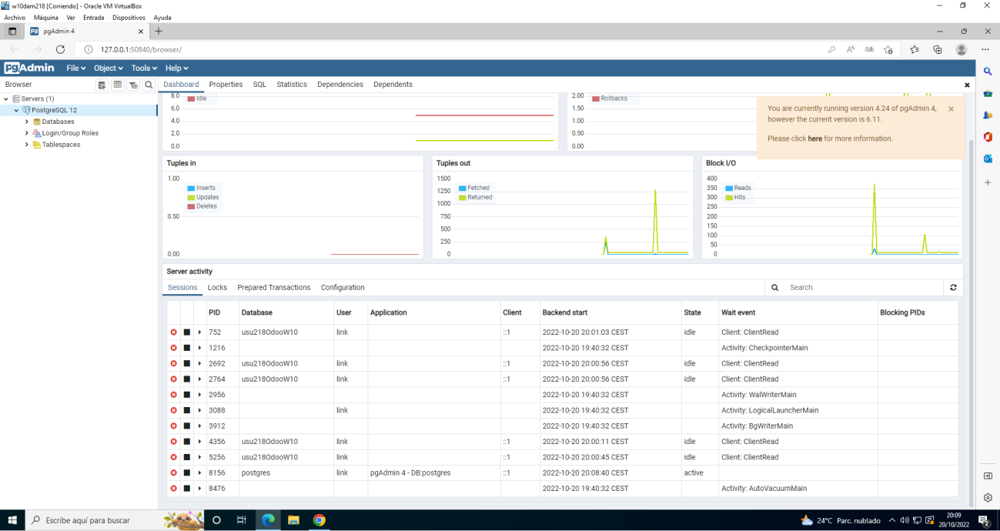 w10dam218 [Corriendo] - Oracle VM VirtualBox
Archivo Máquina Ver Entrada Dispositivos Ayuda
pgAdmin 4
127.0.0.1:50840/browser/
pgAdmin File Object Tools Help
Browser
Dashboard Properties SQL Statistics Dependencies Dependents
Servers (1)
PostgreSQL 12
Databases
Login/Group Roles
Tablespaces
8.0
6.0
4.0
2.0
0.0
Idle
2.00
1.50
1.00
0.50
0.00
Rollbacks
You are currently running version 4.24 of pgAdmin 4,
however the current version is 6.11.
Please click here for more information.
Tuples in
1.00
0.50
0.00
Inserts
Updates
Deletes
Tuples out
1500
1250
1000
750
500
250
0
Fetched
Returned
Block I/O
400
350
300
250
200
150
100
50
0
Reads
Hits
Server activity
Sessions Locks Prepared Transactions Configuration
Search
PID Database User Application Client Backend start State Wait event Blocking PIDs
752 usu218OdooW10 link ::1 2022-10-20 20:01:03 CEST idle Client: ClientRead
1216 2022-10-20 19:40:32 CEST Activity: CheckpointerMain
2692 usu218OdooW10 link ::1 2022-10-20 20:00:56 CEST idle Client: ClientRead
2764 usu218OdooW10 link ::1 2022-10-20 20:00:56 CEST idle Client: ClientRead
2956 2022-10-20 19:40:32 CEST Activity: WalWriterMain
3088 link 2022-10-20 19:40:32 CEST Activity: LogicalLauncherMain
3912 2022-10-20 19:40:32 CEST Activity: BgWriterMain
4356 usu218OdooW10 link ::1 2022-10-20 20:00:11 CEST idle Client: ClientRead
5256 usu218OdooW10 link ::1 2022-10-20 20:00:45 CEST idle Client: ClientRead
8156 postgres link pgAdmin 4 - DB:postgres ::1 2022-10-20 20:08:40 CEST active
8476 2022-10-20 19:40:32 CEST Activity: AutoVacuumMain
Escribe aquí para buscar
24°C Parc. nublado
20:09
20/10/2022
2